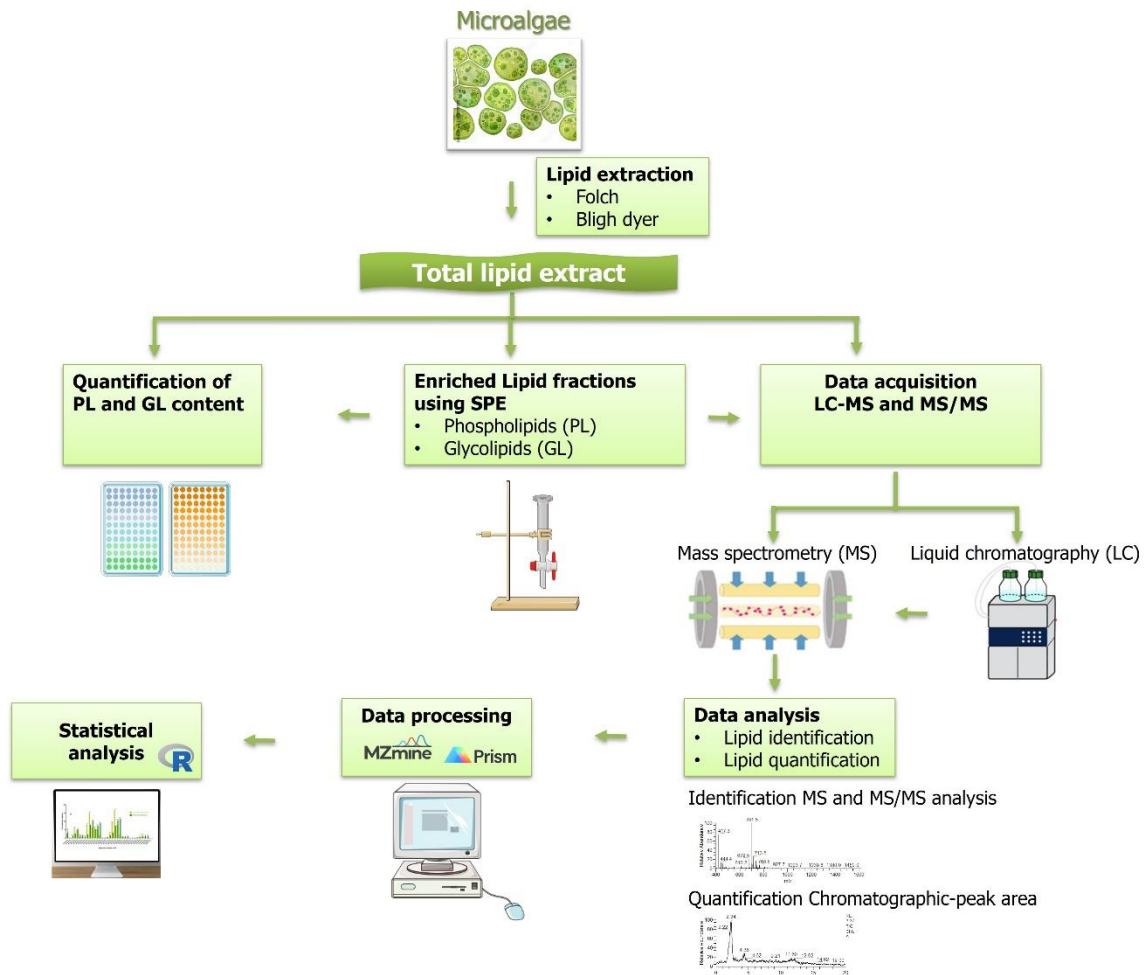 Microalgae
Lipid extraction
• Folch
• Bligh dyer
Total lipid extract
Quantification of
PL and GL content
Enriched Lipid fractions
using SPE
• Phospholipids (PL)
• Glycolipids (GL)
Data acquisition
LC-MS and MS/MS
Mass spectrometry (MS)
Liquid chromatography (LC)
Statistical
analysis
R
Data processing
MZmine
Prism
Data analysis
• Lipid identification
• Lipid quantification
Identification MS and MS/MS analysis
Quantification Chromatographic-peak area